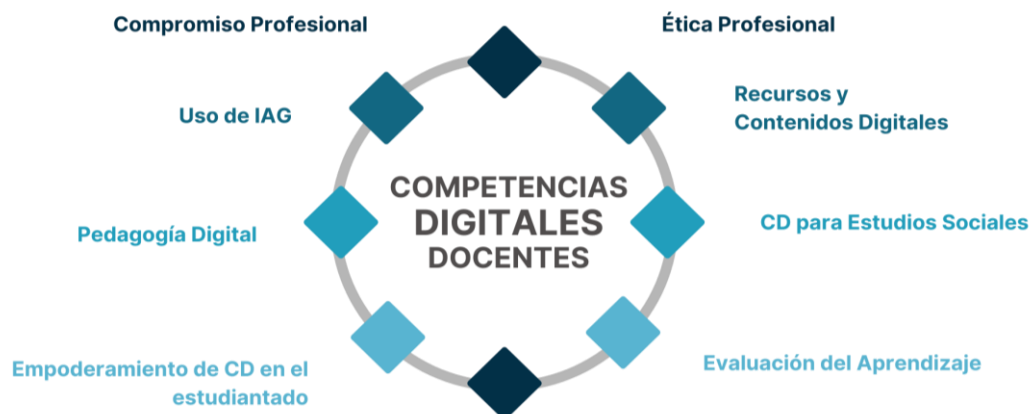 Compromiso Profesional
Ética Profesional
Uso de IAG
Recursos y
Contenidos Digitales
COMPETENCIAS
DIGITALES
DOCENTES
Pedagogía Digital
CD para Estudios Sociales
Empoderamiento de CD en el
estudiantado
Evaluación del Aprendizaje